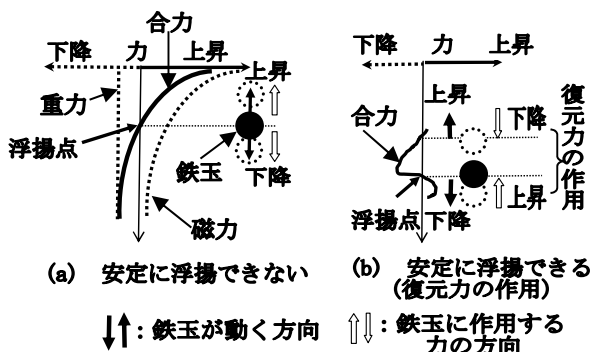 合力
下降 力 上昇
重力
浮揚点
上昇
鉄玉
下降
磁力
(a) 安定に浮揚できない
下降 力 上昇
上昇
下降
合力
復元力の作用
上昇
浮揚点
下降
(b) 安定に浮揚できる
(復元力の作用)
：鉄玉が動く方向
：鉄玉に作用する
力の方向